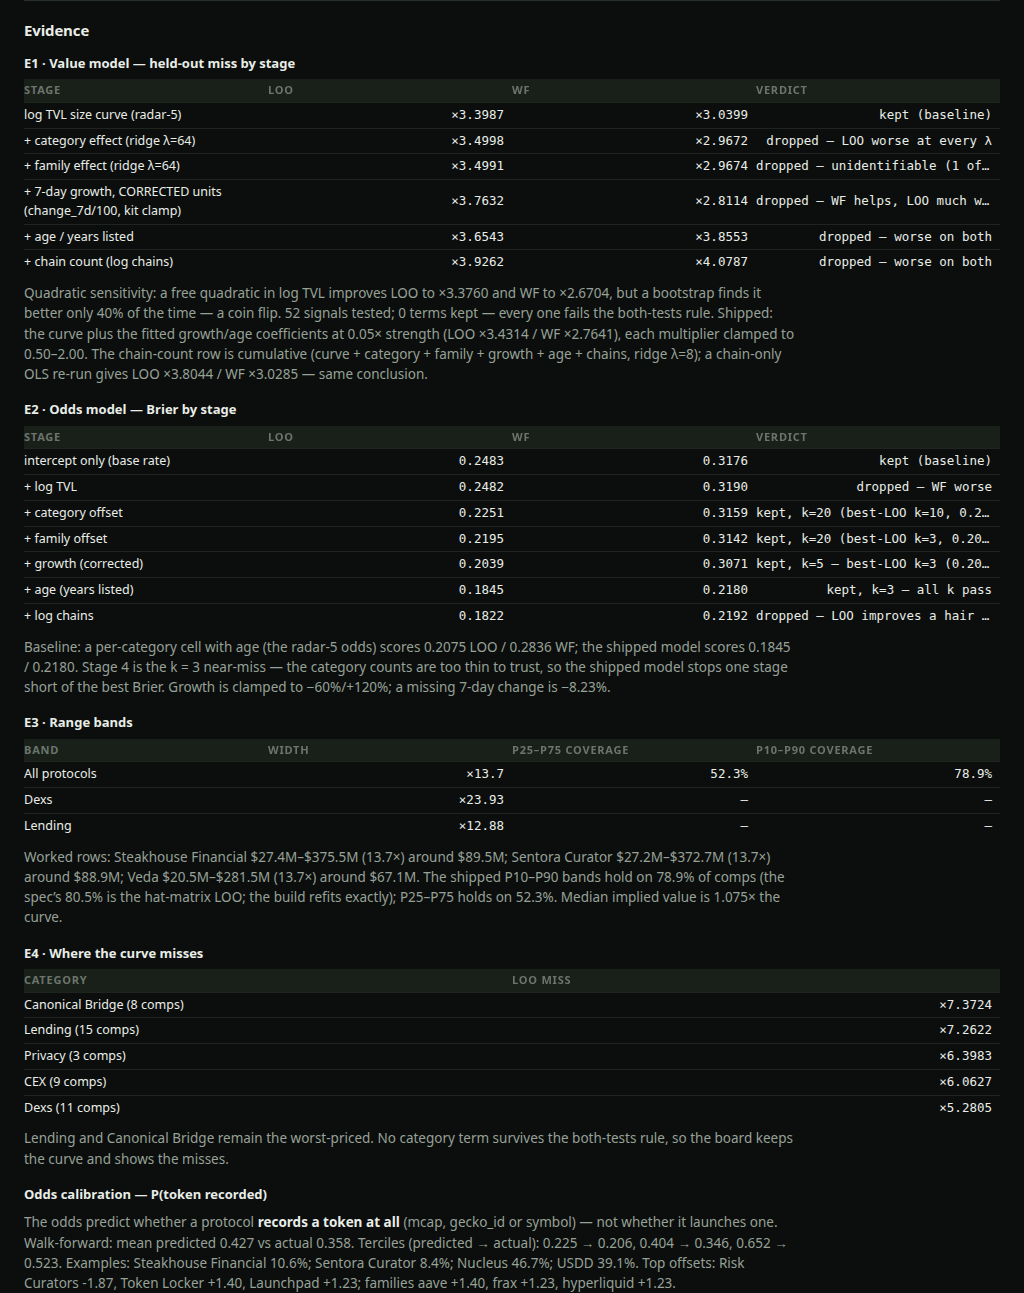 Evidence
E1 · Value model — held-out miss by stage
STAGE LOO WF VERDICT
log TVL size curve (radar-5) ×3.3987 ×3.0399 kept (baseline)
+ category effect (ridge λ=64) ×3.4998 ×2.9672 dropped — LOO worse at every λ
+ family effect (ridge λ=64) ×3.4991 ×2.9674 dropped — unidentifiable (1 of…
+ 7-day growth, CORRECTED units
(change_7d/100, kit clamp) ×3.7632 ×2.8114 dropped — WF helps, LOO much w…
+ age / years listed ×3.6543 ×3.8553 dropped — worse on both
+ chain count (log chains) ×3.9262 ×4.0787 dropped — worse on both
Quadratic sensitivity: a free quadratic in log TVL improves LOO to ×3.3760 and WF to ×2.6704, but a bootstrap finds it
better only 40% of the time — a coin flip. 52 signals tested; 0 terms kept — every one fails the both-tests rule. Shipped:
the curve plus the fitted growth/age coefficients at 0.05× strength (LOO ×3.4314 / WF ×2.7641), each multiplier clamped to
0.50–2.00. The chain-count row is cumulative (curve + category + family + growth + age + chains, ridge λ=8); a chain-only
OLS re-run gives LOO ×3.8044 / WF ×3.0285 — same conclusion.
E2 · Odds model — Brier by stage
STAGE LOO WF VERDICT
intercept only (base rate) 0.2483 0.3176 kept (baseline)
+ log TVL 0.2482 0.3190 dropped — WF worse
+ category offset 0.2251 0.3159 kept, k=20 (best-LOO k=10, 0.2…
+ family offset 0.2195 0.3142 kept, k=20 (best-LOO k=3, 0.20…
+ growth (corrected) 0.2039 0.3071 kept, k=5 — best-LOO k=3 (0.20…
+ age (years listed) 0.1845 0.2180 kept, k=3 — all k pass
+ log chains 0.1822 0.2192 dropped — LOO improves a hair …
Baseline: a per-category cell with age (the radar-5 odds) scores 0.2075 LOO / 0.2836 WF; the shipped model scores 0.1845
/ 0.2180. Stage 4 is the k = 3 near-miss — the category counts are too thin to trust, so the shipped model stops one stage
short of the best Brier. Growth is clamped to −60%/+120%; a missing 7-day change is −8.23%.
E3 · Range bands
BAND WIDTH P25–P75 COVERAGE P10–P90 COVERAGE
All protocols ×13.7 52.3% 78.9%
Dexs ×23.93 — —
Lending ×12.88 — —
Worked rows: Steakhouse Financial $27.4M–$375.5M (13.7×) around $89.5M; Sentora Curator $27.2M–$372.7M (13.7×)
around $88.9M; Veda $20.5M–$281.5M (13.7×) around $67.1M. The shipped P10–P90 bands hold on 78.9% of comps (the
spec's 80.5% is the hat-matrix LOO; the build refits exactly); P25–P75 holds on 52.3%. Median implied value is 1.075× the
curve.
E4 · Where the curve misses
CATEGORY LOO MISS
Canonical Bridge (8 comps) ×7.3724
Lending (15 comps) ×7.2622
Privacy (3 comps) ×6.3983
CEX (9 comps) ×6.0627
Dexs (11 comps) ×5.2805
Lending and Canonical Bridge remain the worst-priced. No category term survives the both-tests rule, so the board keeps
the curve and shows the misses.
Odds calibration — P(token recorded)
The odds predict whether a protocol records a token at all (mcap, gecko_id or symbol) — not whether it launches one.
Walk-forward: mean predicted 0.427 vs actual 0.358. Terciles (predicted → actual): 0.225 → 0.206, 0.404 → 0.346, 0.652 →
0.523. Examples: Steakhouse Financial 10.6%; Sentora Curator 8.4%; Nucleus 46.7%; USDD 39.1%. Top offsets: Risk
Curators -1.87, Token Locker +1.40, Launchpad +1.23; families aave +1.40, frax +1.23, hyperliquid +1.23.